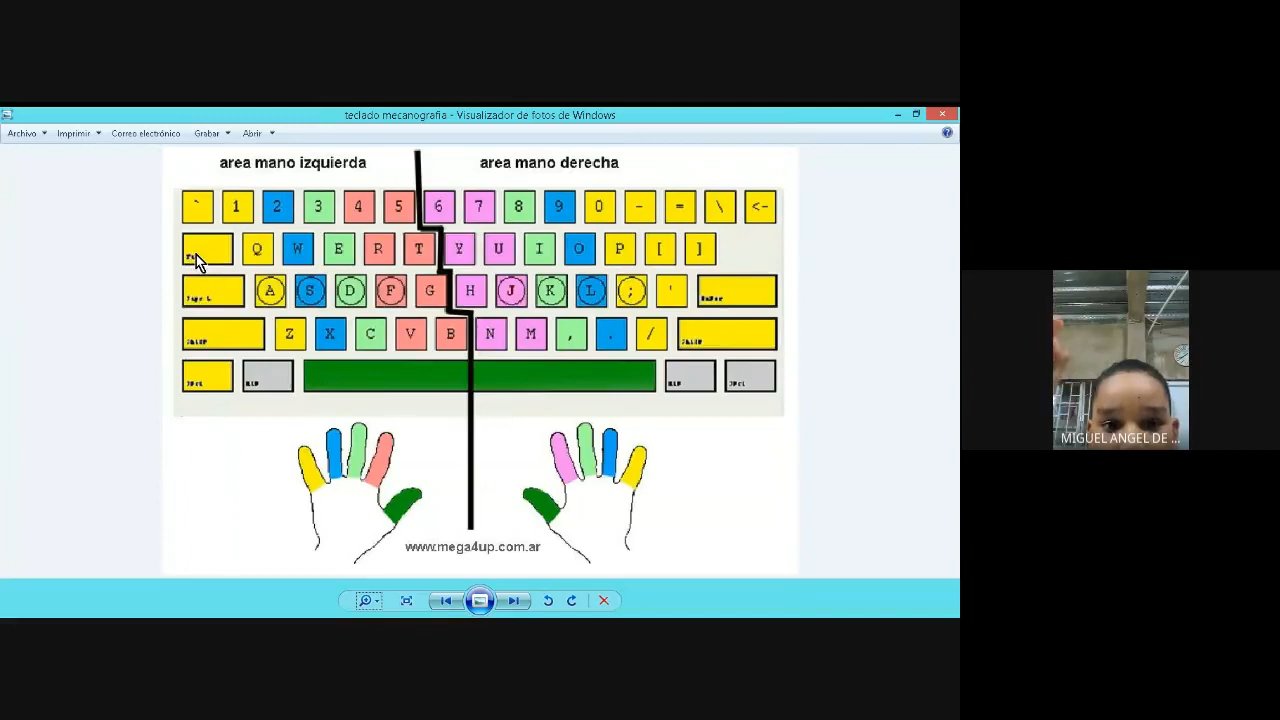 teclado mecanografia - Visualizador de fotos de Windows
Archivo Imprimir Correo electrónico Grabar Abrir
area mano izquierda area mano derecha
` 1 2 3 4 5 6 7 8 9 0 - = \ <-
Q W E R T Y U I O P [ ]
A S D F G H J K L ; '
Z X C V B N M , . /
www.mega4up.com.ar
MIGUEL ANGEL DE ...